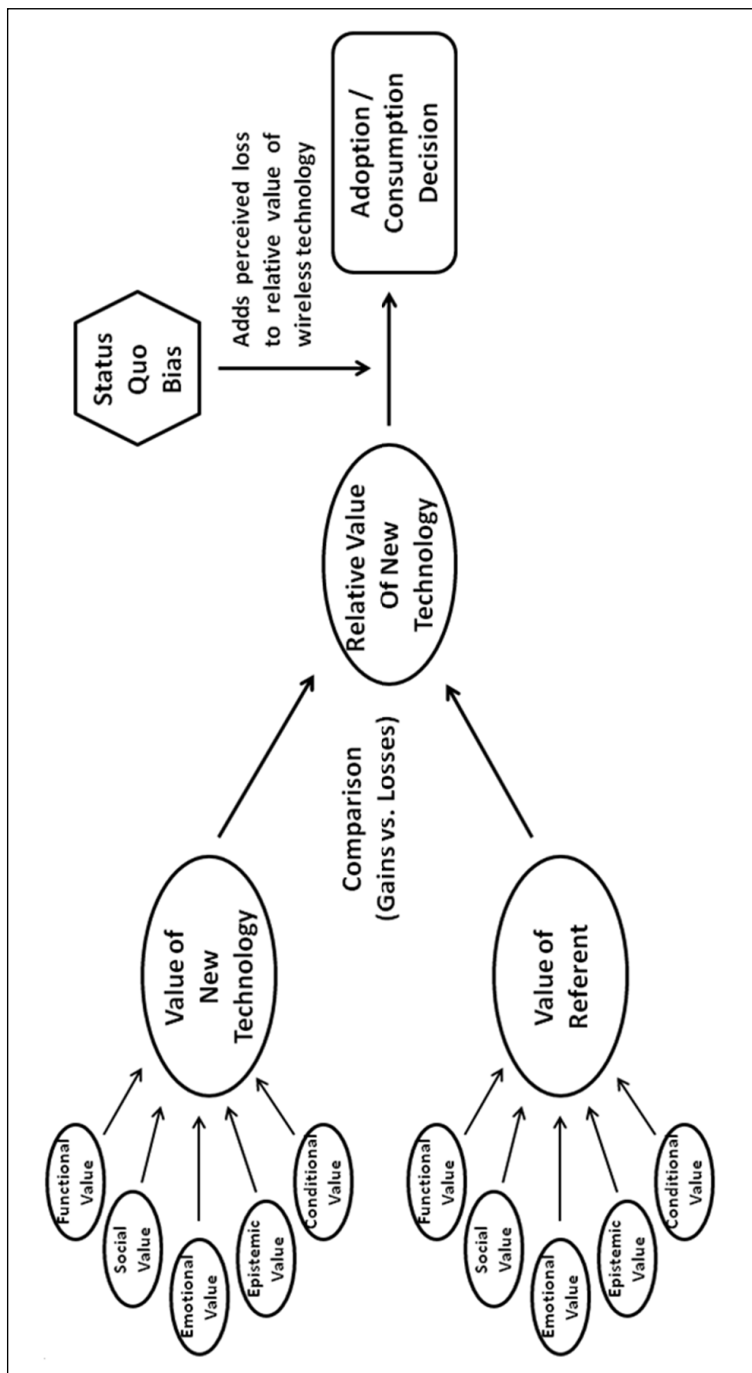 Functional
Value
Social
Value
Emotional
Value
Epistemic
Value
Conditional
Value
Value of
New
Technology
Functional
Value
Social
Value
Emotional
Value
Epistemic
Value
Conditional
Value
Value of
Referent
Comparison
(Gains vs. Losses)
Relative Value
Of New
Technology
Status
Quo
Bias
Adds perceived loss
to relative value of
wireless technology
Adoption /
Consumption
Decision